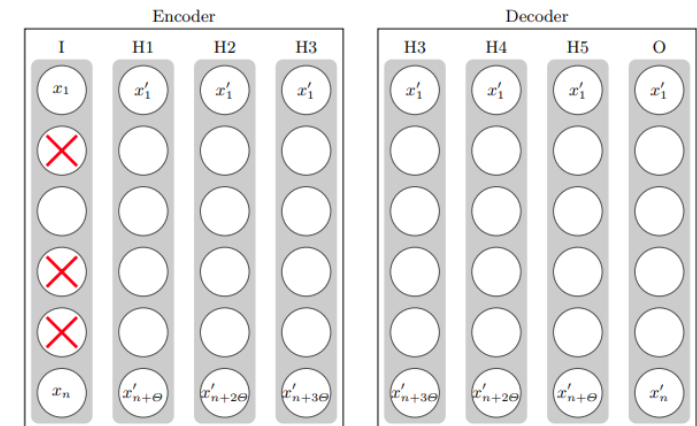 Encoder Decoder
I H1 H2 H3 H3 H4 H5 O
x₁ x′₁ x′₁ x′₁ x′₁ x′₁ x′₁ x′₁
xₙ x′ₙ₊Θ x′ₙ₊₂Θ x′ₙ₊₃Θ x′ₙ₊₃Θ x′ₙ₊₂Θ x′ₙ₊Θ x′ₙ